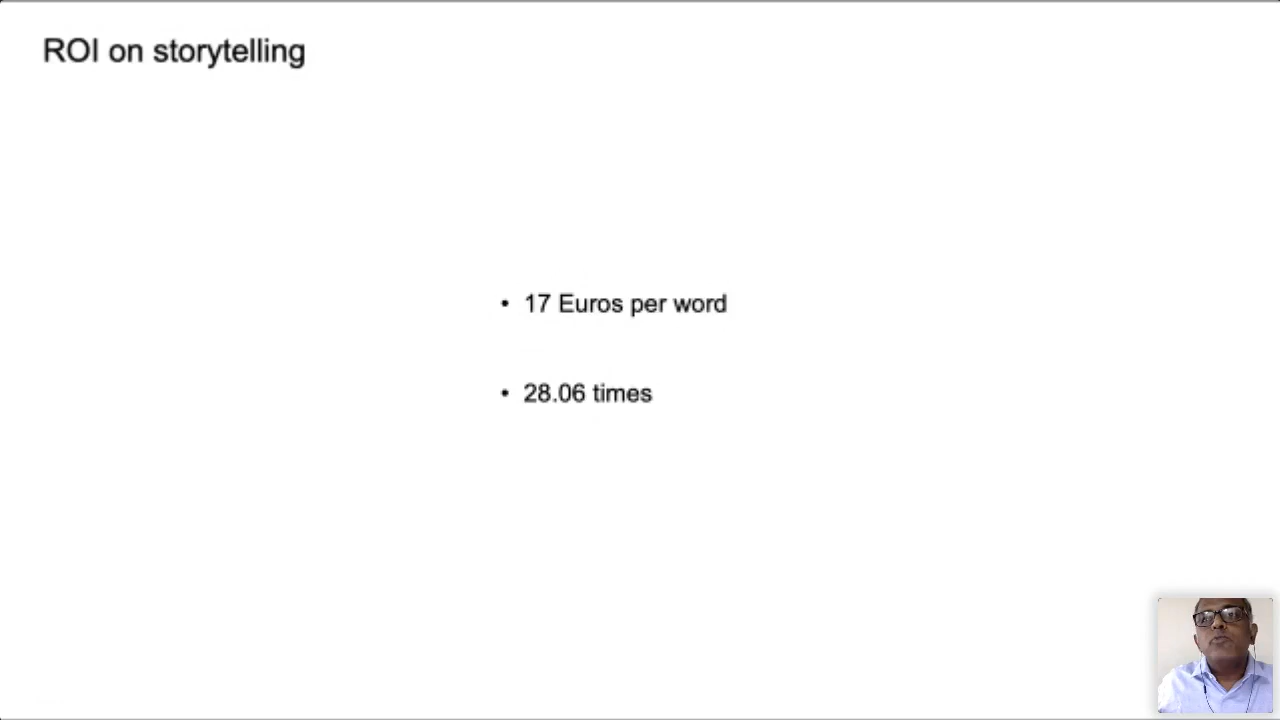 ROI on storytelling
• 17 Euros per word
• 28.06 times